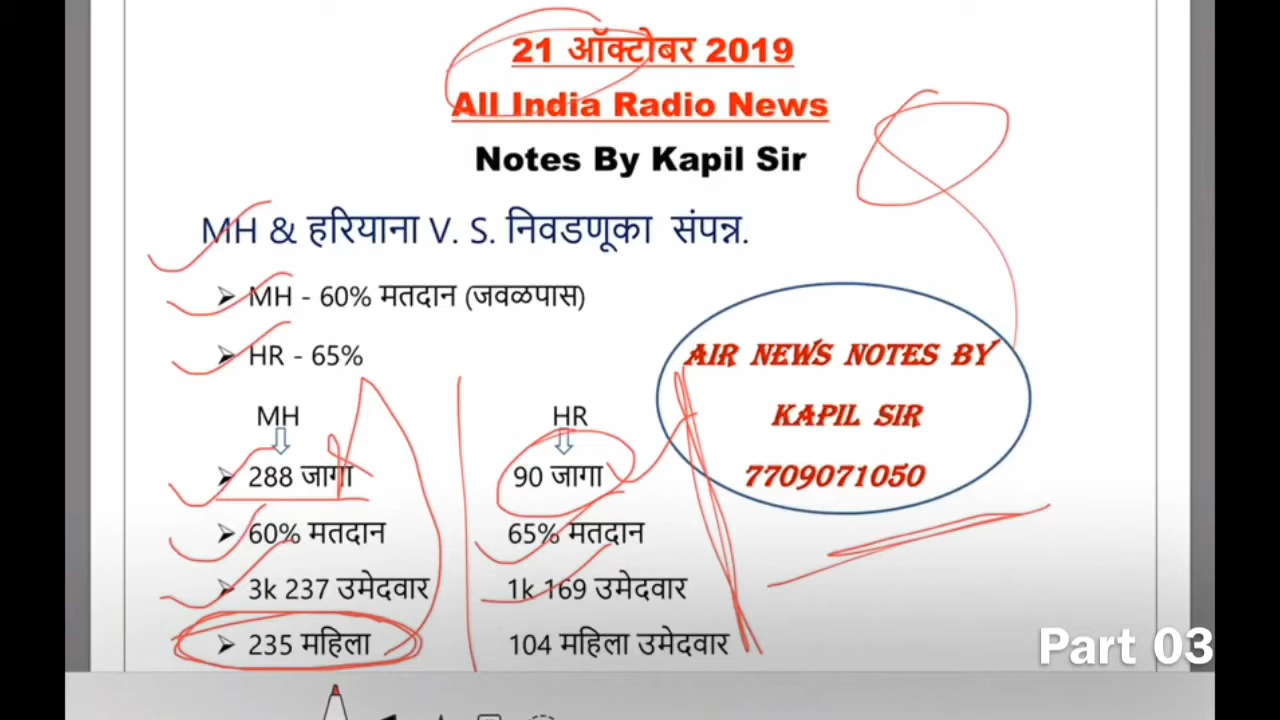 21 ऑक्टोबर 2019
All India Radio News
Notes By Kapil Sir
MH & हरियाना V. S. निवडणूका संपन्न.
➢ MH - 60% मतदान (जवळपास)
➢ HR - 65%
MH
➢ 288 जागा
➢ 60% मतदान
➢ 3k 237 उमेदवार
➢ 235 महिला
HR
90 जागा
65% मतदान
1k 169 उमेदवार
104 महिला उमेदवार
AIR NEWS NOTES BY
KAPIL SIR
7709071050
Part 03